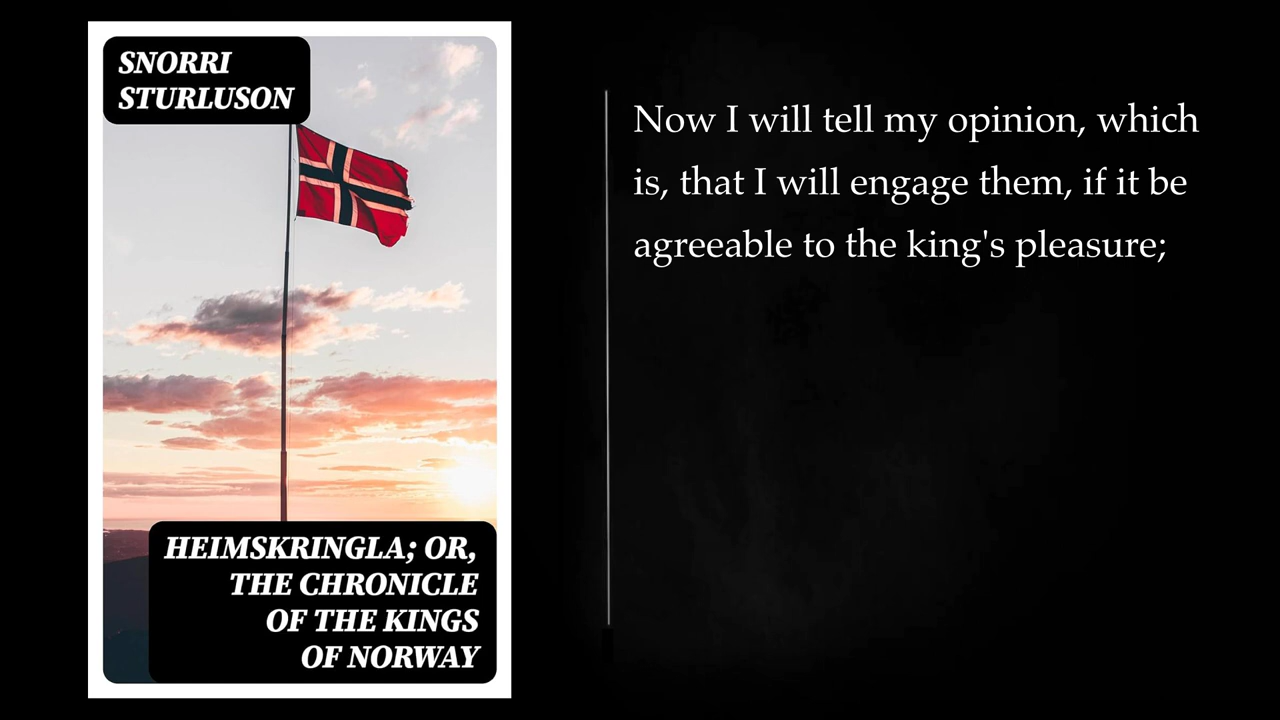 SNORRI
STURLUSON
HEIMSKRINGLA; OR,
THE CHRONICLE
OF THE KINGS
OF NORWAY
Now I will tell my opinion, which
is, that I will engage them, if it be
agreeable to the king's pleasure;